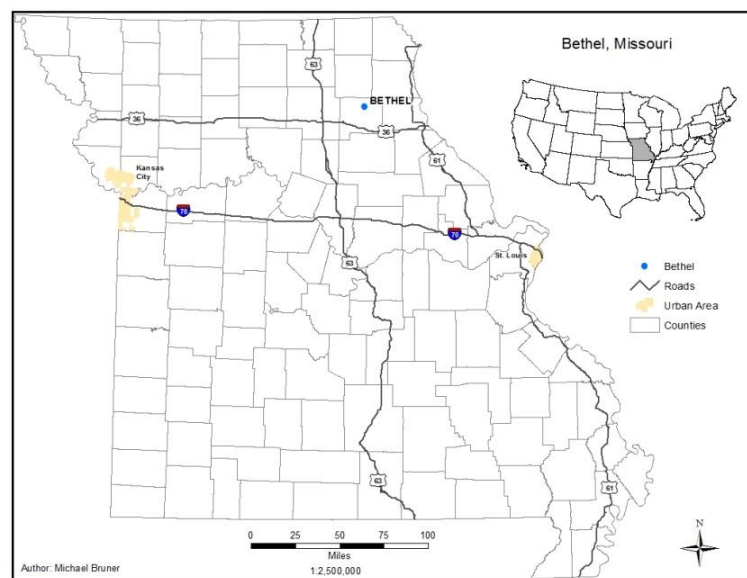 Bethel, Missouri
63
BETHEL
36
36
61
Kansas
City
70
70
St. Louis
63
Bethel
Roads
Urban Area
Counties
63
61
0 25 50 75 100
Miles
1:2,500,000
N
Author: Michael Bruner